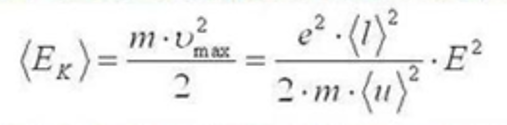 ⟨E_K⟩ = m·υ²_max / 2 = e²·⟨l⟩² / 2·m·⟨u⟩² · E²